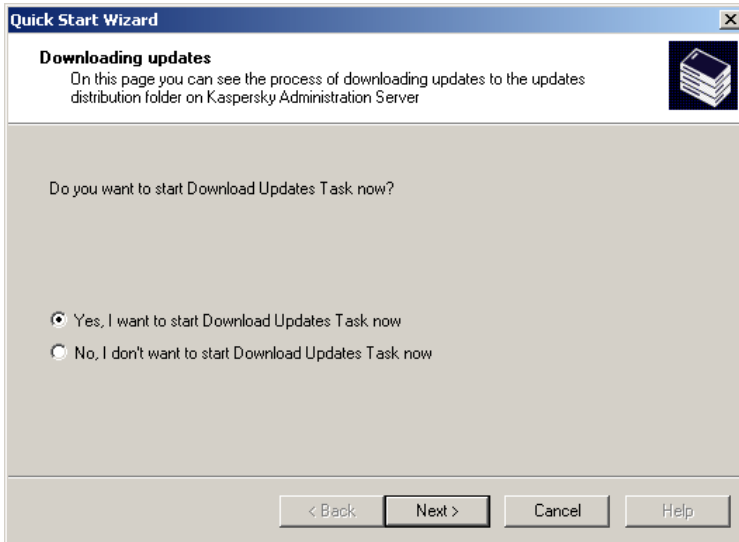 Quick Start Wizard
Downloading updates
On this page you can see the process of downloading updates to the updates
distribution folder on Kaspersky Administration Server
Do you want to start Download Updates Task now?
Yes, I want to start Download Updates Task now
No, I don't want to start Download Updates Task now
< Back Next > Cancel Help